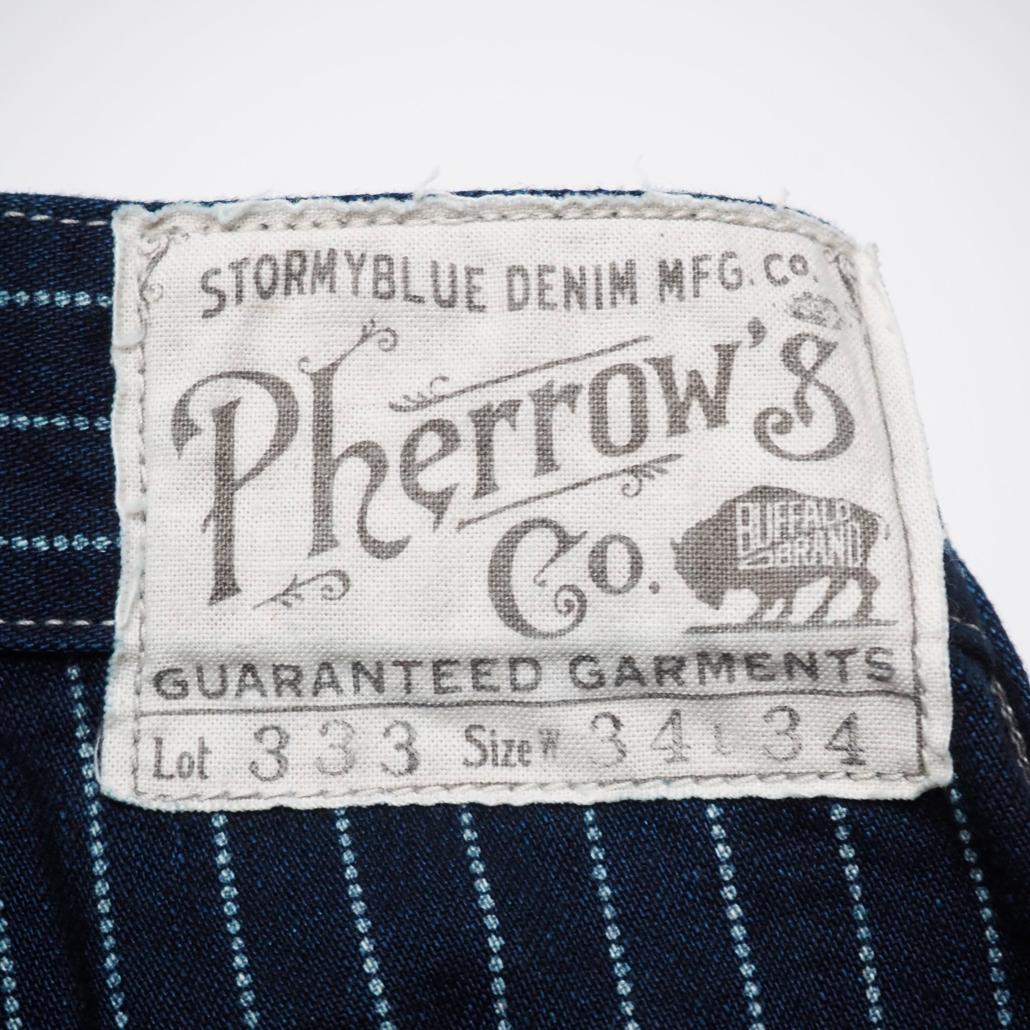 STORMYBLUE DENIM MFG. Co.
Pherrow's
Co.
BUFFALO
BRAND
GUARANTEED GARMENTS
Lot 333 Size W 34 L 34